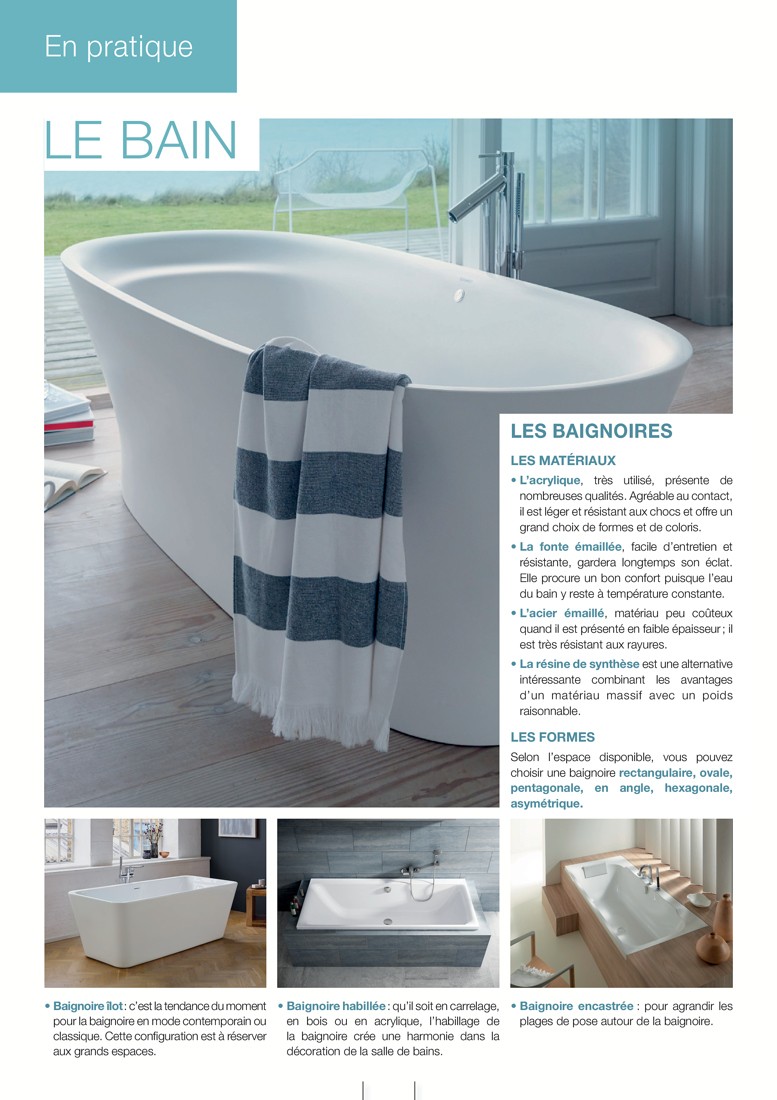 En pratique
LE BAIN
LES BAIGNOIRES
LES MATÉRIAUX
• L'acrylique, très utilisé, présente de
nombreuses qualités. Agréable au contact,
il est léger et résistant aux chocs et offre un
grand choix de formes et de coloris.
• La fonte émaillée, facile d'entretien et
résistante, gardera longtemps son éclat.
Elle procure un bon confort puisque l'eau
du bain y reste à température constante.
• L'acier émaillé, matériau peu coûteux
quand il est présenté en faible épaisseur ; il
est très résistant aux rayures.
• La résine de synthèse est une alternative
intéressante combinant les avantages
d'un matériau massif avec un poids
raisonnable.
LES FORMES
Selon l'espace disponible, vous pouvez
choisir une baignoire rectangulaire, ovale,
pentagonale, en angle, hexagonale,
asymétrique.
• Baignoire îlot : c'est la tendance du moment
pour la baignoire en mode contemporain ou
classique. Cette configuration est à réserver
aux grands espaces.
• Baignoire habillée : qu'il soit en carrelage,
en bois ou en acrylique, l'habillage de
la baignoire crée une harmonie dans la
décoration de la salle de bains.
• Baignoire encastrée : pour agrandir les
plages de pose autour de la baignoire.